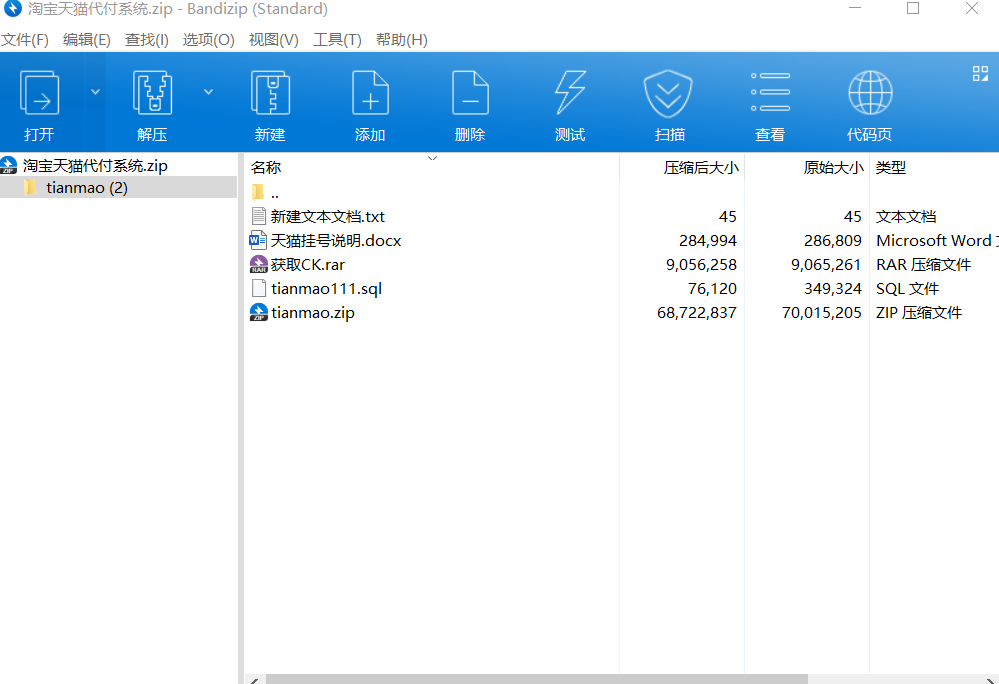 淘宝天猫代付系统.zip - Bandizip (Standard)
文件(F) 编辑(E) 查找(I) 选项(O) 视图(V) 工具(T) 帮助(H)
打开 解压 新建 添加 删除 测试 扫描 查看 代码页
淘宝天猫代付系统.zip
tianmao (2)
名称 压缩后大小 原始大小 类型
..
新建文本文档.txt 45 45 文本文档
天猫挂号说明.docx 284,994 286,809 Microsoft Word
获取CK.rar 9,056,258 9,065,261 RAR 压缩文件
tianmao111.sql 76,120 349,324 SQL 文件
tianmao.zip 68,722,837 70,015,205 ZIP 压缩文件